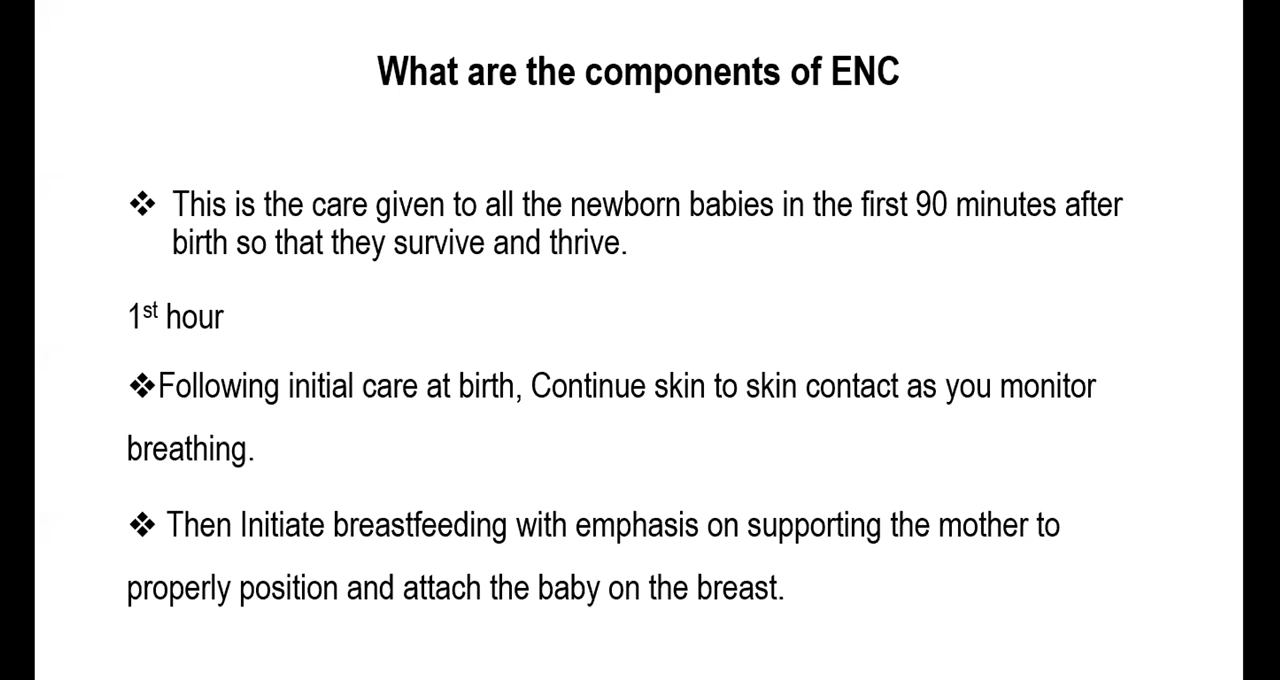 What are the components of ENC
❖ This is the care given to all the newborn babies in the first 90 minutes after
birth so that they survive and thrive.
1st hour
❖Following initial care at birth, Continue skin to skin contact as you monitor
breathing.
❖ Then Initiate breastfeeding with emphasis on supporting the mother to
properly position and attach the baby on the breast.